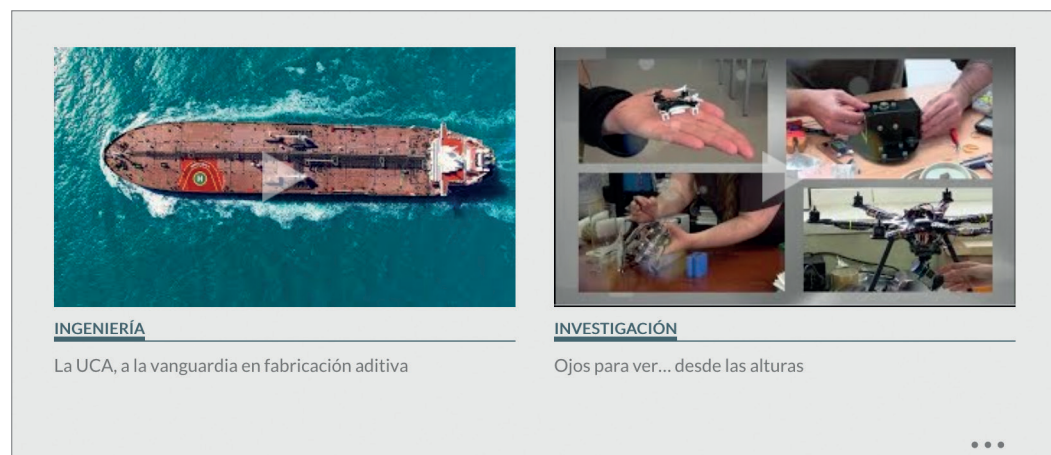 H
INGENIERÍA
La UCA, a la vanguardia en fabricación aditiva
INVESTIGACIÓN
Ojos para ver... desde las alturas